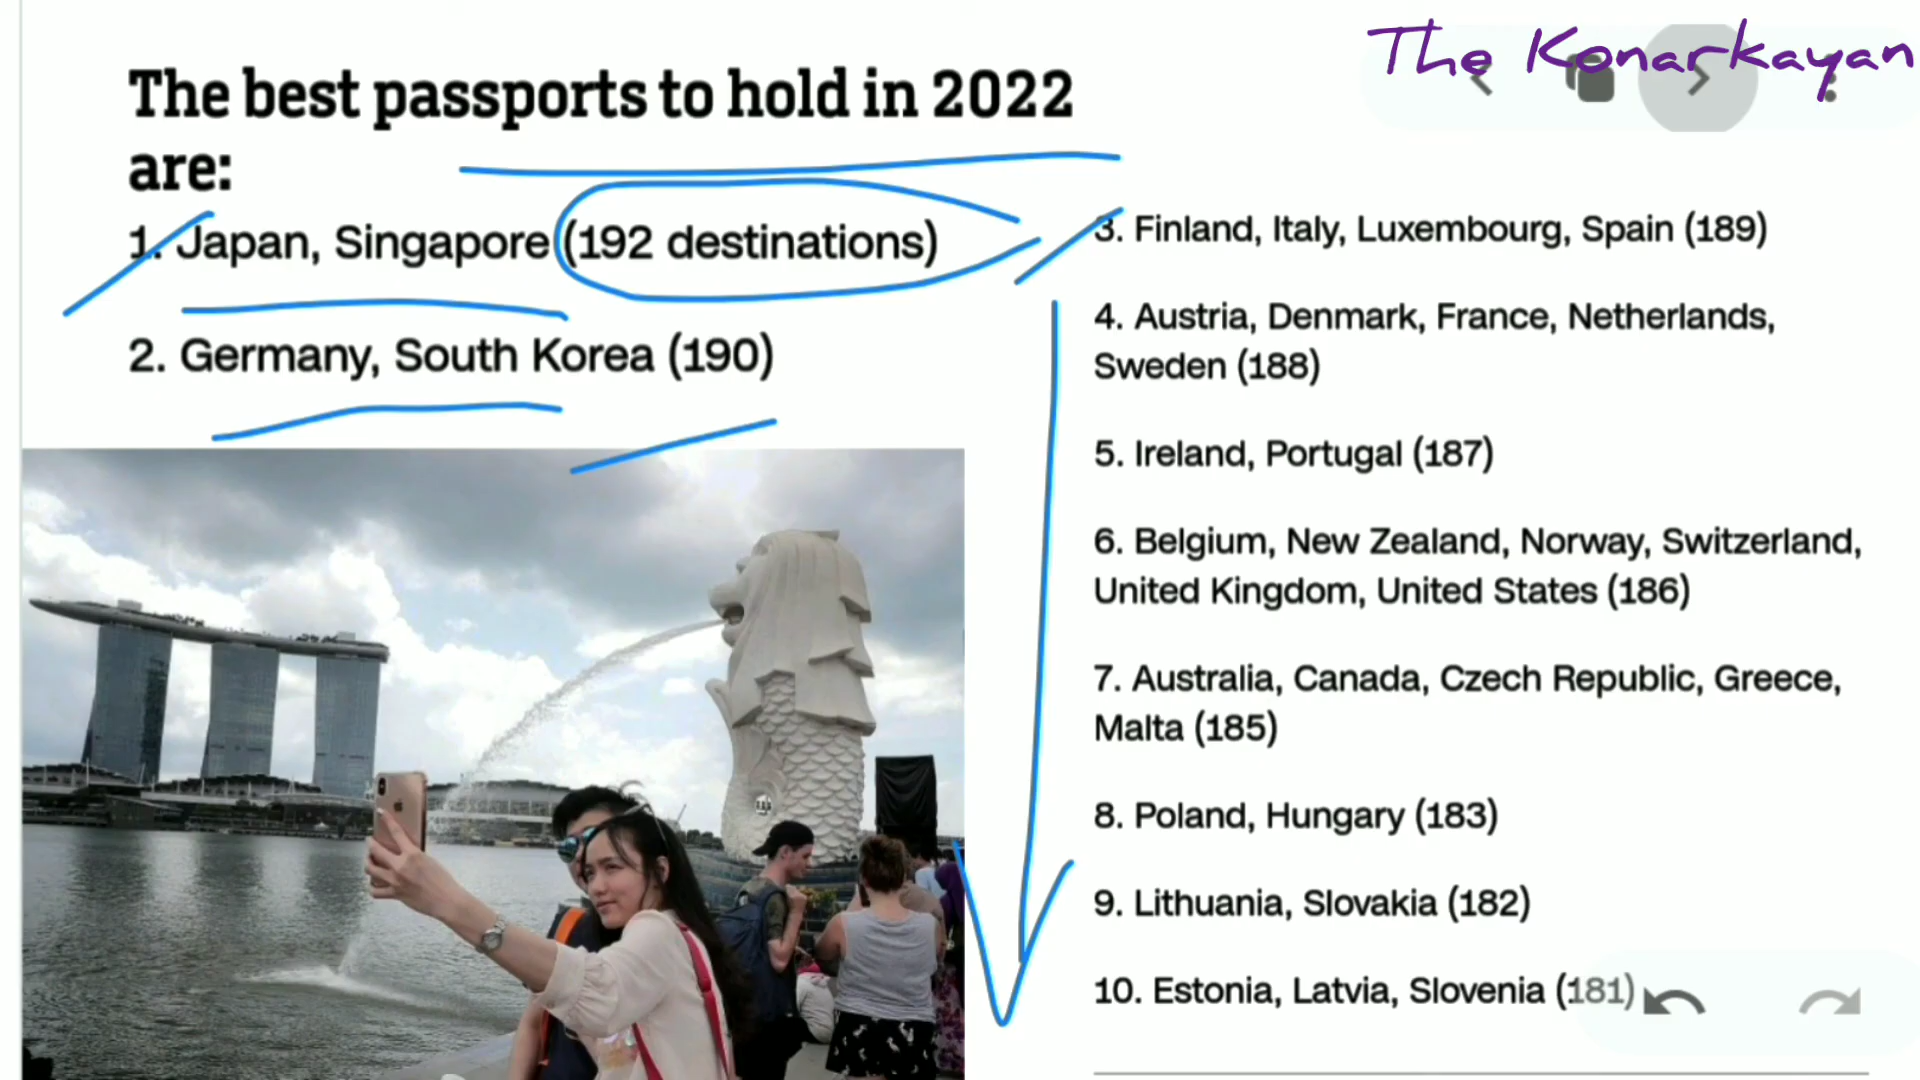 The Konarkayan
The best passports to hold in 2022
are:
1. Japan, Singapore (192 destinations)
2. Germany, South Korea (190)
3. Finland, Italy, Luxembourg, Spain (189)
4. Austria, Denmark, France, Netherlands,
Sweden (188)
5. Ireland, Portugal (187)
6. Belgium, New Zealand, Norway, Switzerland,
United Kingdom, United States (186)
7. Australia, Canada, Czech Republic, Greece,
Malta (185)
8. Poland, Hungary (183)
9. Lithuania, Slovakia (182)
10. Estonia, Latvia, Slovenia (181)